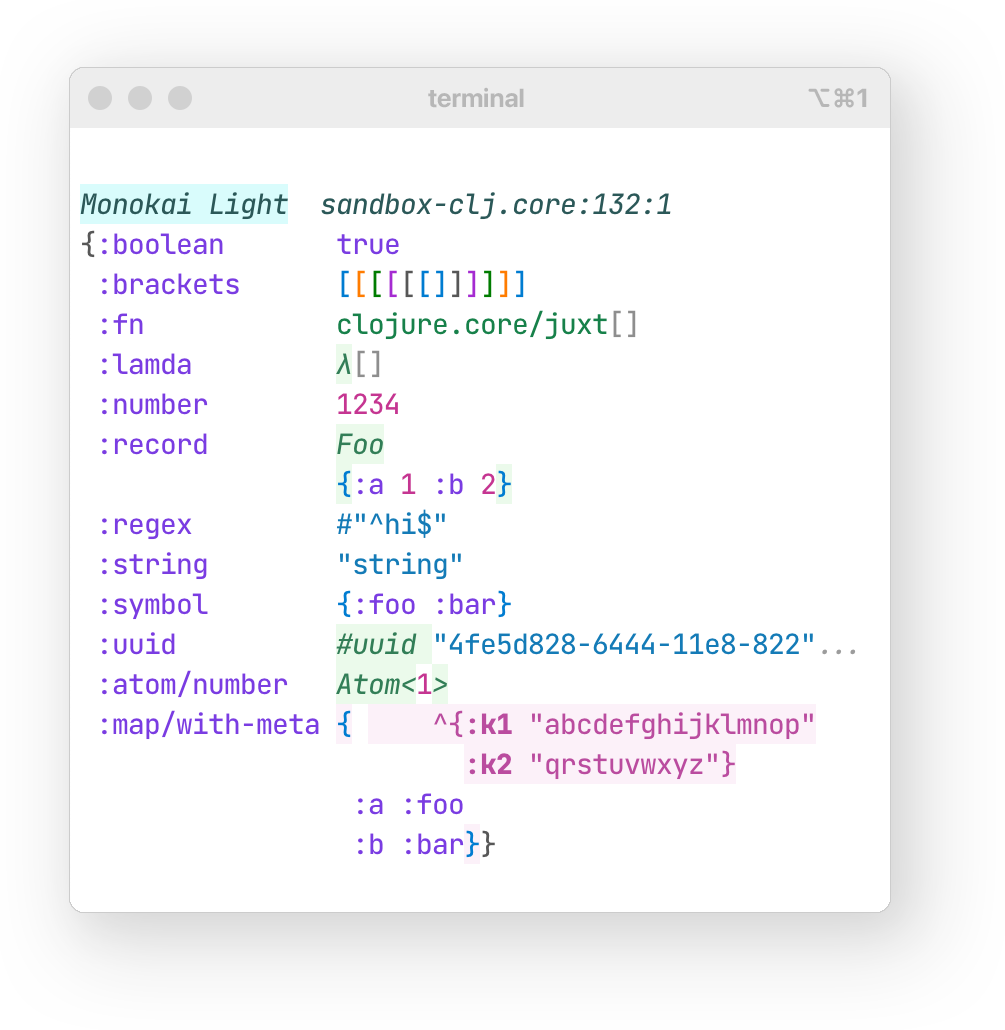 terminal ⌥⌘1
Monokai Light  sandbox-clj.core:132:1
{:boolean       true
 :brackets      [[[[[[]]]]]]
 :fn            clojure.core/juxt[]
 :lamda         λ[]
 :number        1234
 :record        Foo
                {:a 1 :b 2}
 :regex         #"^hi$"
 :string        "string"
 :symbol        {:foo :bar}
 :uuid          #uuid "4fe5d828-6444-11e8-822"...
 :atom/number   Atom<1>
 :map/with-meta {     ^{:k1 "abcdefghijklmnop"
                        :k2 "qrstuvwxyz"}
                 :a :foo
                 :b :bar}}